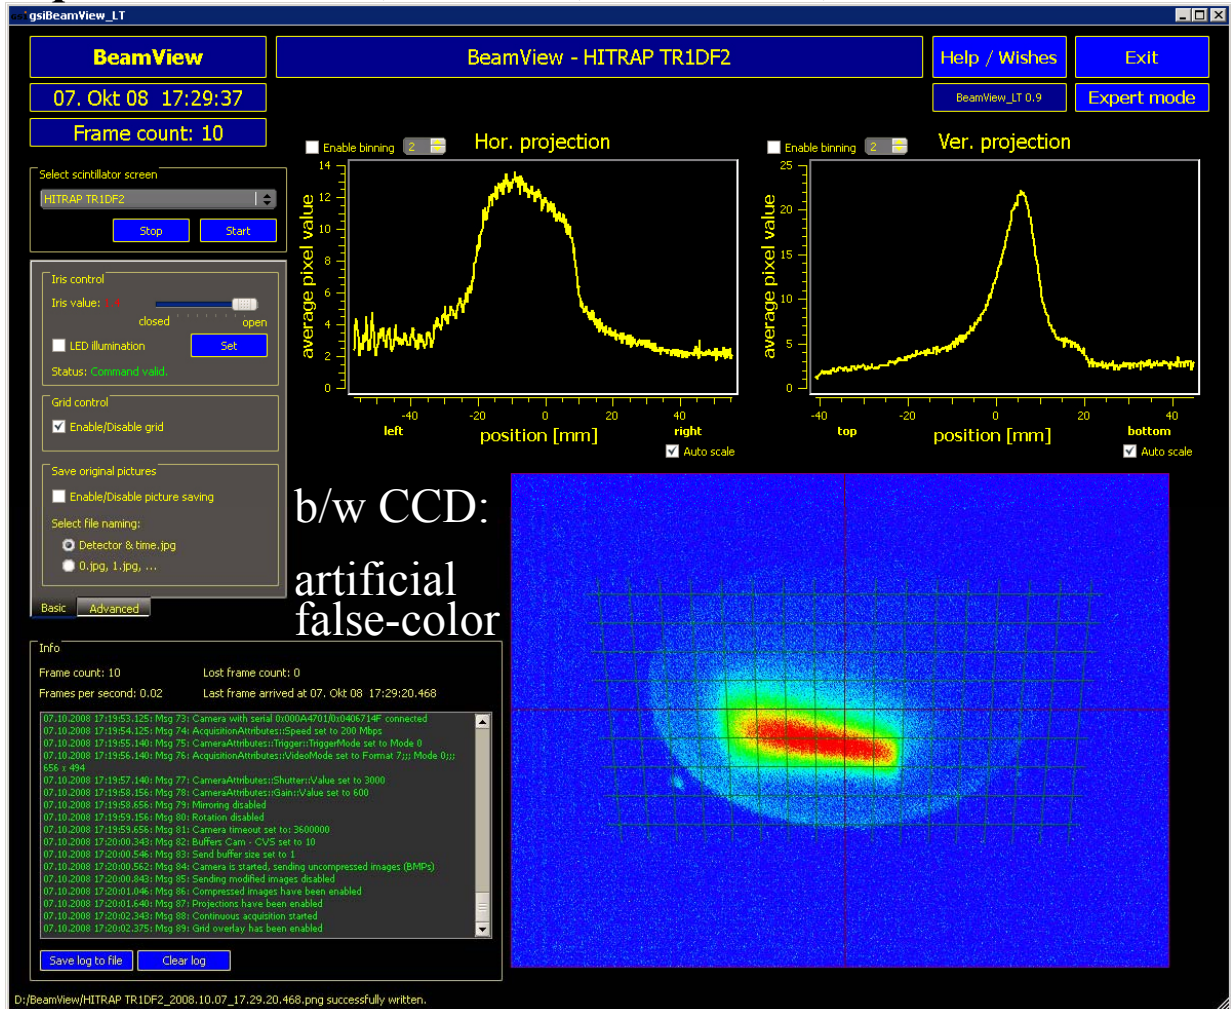 gsiBeamView_LT
BeamView
BeamView - HITRAP TR1DF2
Help / Wishes
Exit
07. Okt 08 17:29:37
BeamView_LT 0.9
Expert mode
Frame count: 10
Enable binning 2
Hor. projection
Enable binning 2
Ver. projection
Select scintillator screen
HITRAP TR1DF2
Stop
Start
Iris control
Iris value:
closed
open
LED illumination
Set
Status: Command valid.
Grid control
Enable/Disable grid
Save original pictures
Enable/Disable picture saving
Select file naming:
Detector & time.jpg
0.jpg, 1.jpg, ...
Basic
Advanced
average pixel value
14
12
10
8
6
4
2
0
-40
-20
0
20
40
left
position [mm]
right
Auto scale
average pixel value
25
20
15
10
5
0
-40
-20
0
20
40
top
position [mm]
bottom
Auto scale
b/w CCD:
artificial
false-color
Info
Frame count: 10
Lost frame count: 0
Frames per second: 0.02
Last frame arrived at 07. Okt 08 17:29:20.468
07.10.2008 17:19:53.125: Msg 73: Camera with serial 0x000A4701/0x0406714F connected
07.10.2008 17:19:54.125: Msg 74: AcquisitionAttributes::Speed set to 200 Mbps
07.10.2008 17:19:55.140: Msg 75: CameraAttributes::Trigger::TriggerMode set to Mode 0
07.10.2008 17:19:56.140: Msg 76: AcquisitionAttributes::VideoMode set to Format 7;;; Mode 0;;;
656 x 494
07.10.2008 17:19:57.140: Msg 77: CameraAttributes::Shutter::Value set to 3000
07.10.2008 17:19:58.156: Msg 78: CameraAttributes::Gain::Value set to 600
07.10.2008 17:19:58.656: Msg 79: Mirroring disabled
07.10.2008 17:19:59.156: Msg 80: Rotation disabled
07.10.2008 17:19:59.656: Msg 81: Camera timeout set to: 3600000
07.10.2008 17:20:00.343: Msg 82: Buffers Cam - CVS set to 10
07.10.2008 17:20:00.546: Msg 83: Send buffer size set to 1
07.10.2008 17:20:00.562: Msg 84: Camera is started, sending uncompressed images (BMPs)
07.10.2008 17:20:00.843: Msg 85: Sending modified images disabled
07.10.2008 17:20:01.046: Msg 86: Compressed images have been enabled
07.10.2008 17:20:01.640: Msg 87: Projections have been enabled
07.10.2008 17:20:02.343: Msg 88: Continuous acquisition started
07.10.2008 17:20:02.375: Msg 89: Grid overlay has been enabled
Save log to file
Clear log
D:/BeamView/HITRAP TR1DF2_2008.10.07_17.29.20.468.png successfully written.